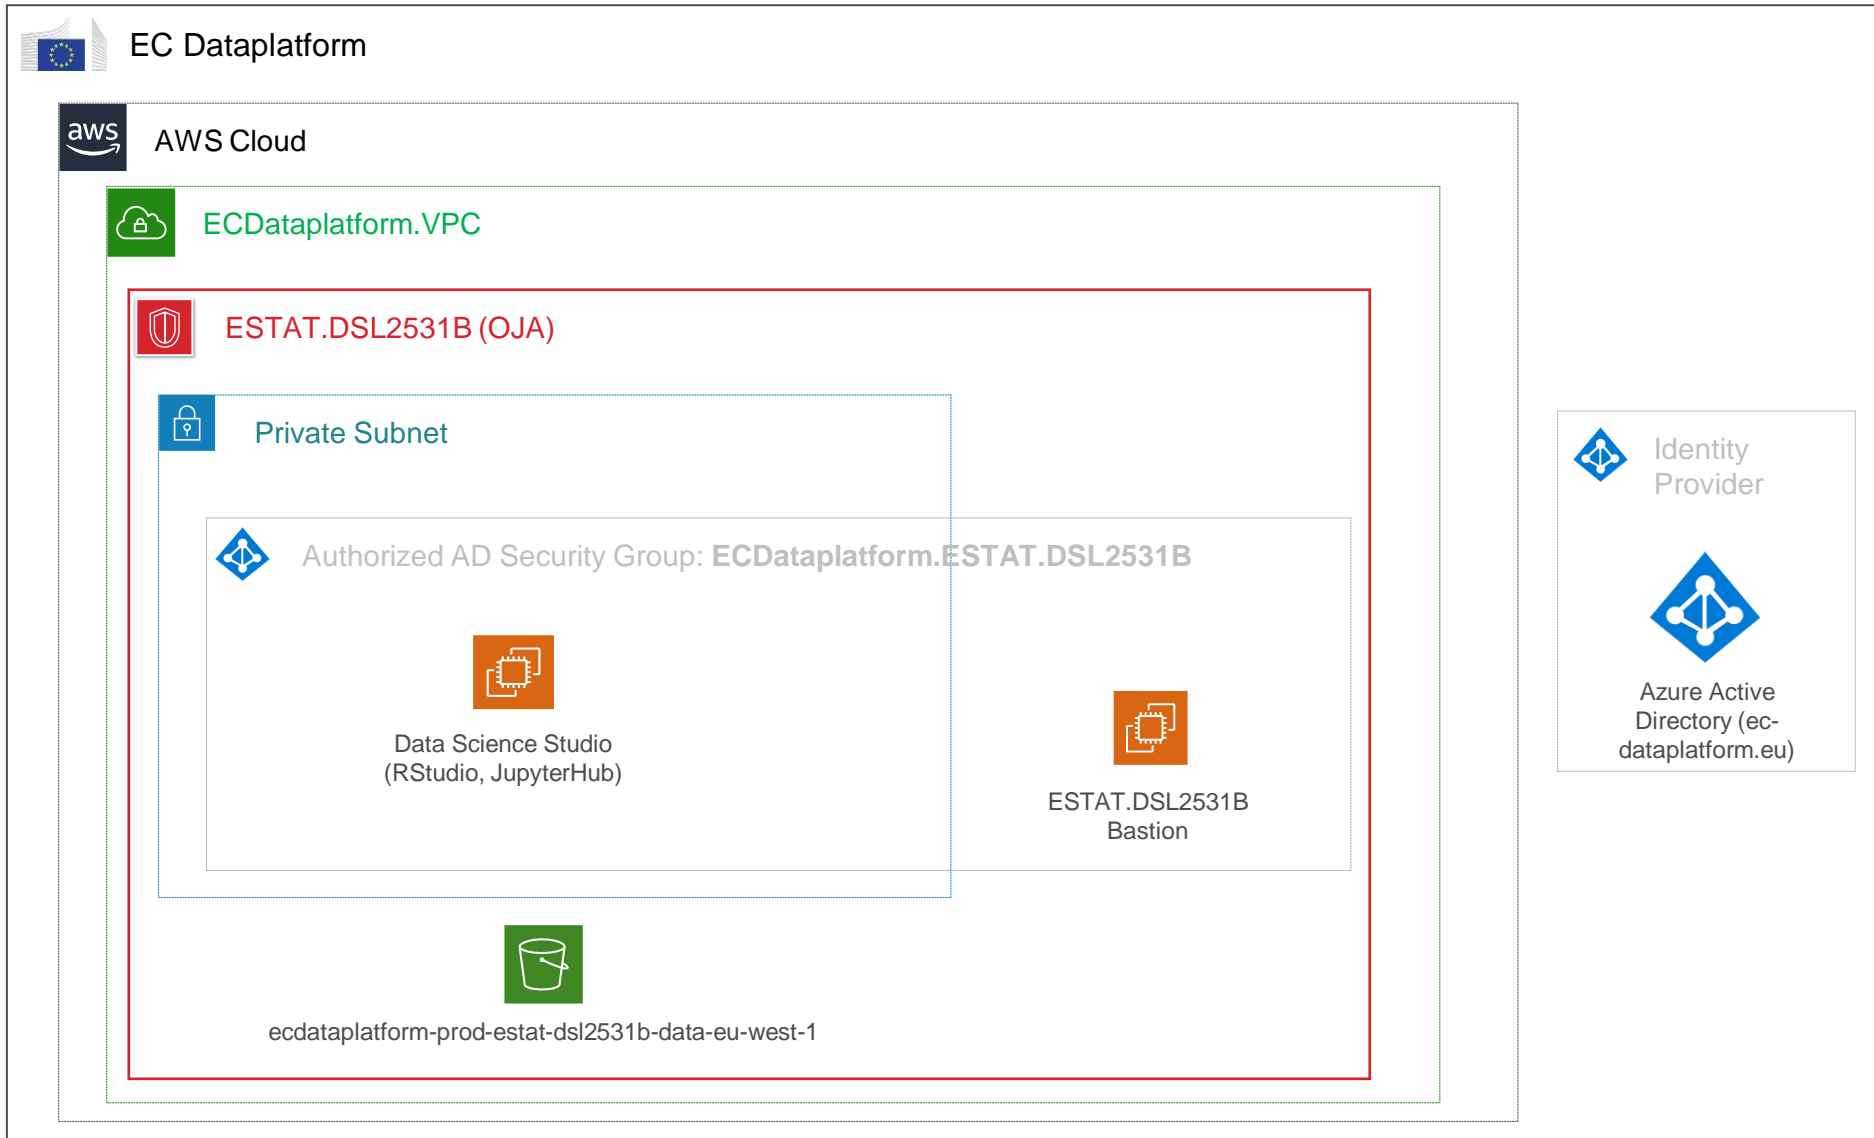 EC Dataplatform
aws
AWS Cloud
ECDataplatform.VPC
ESTAT.DSL2531B (OJA)
Private Subnet
Authorized AD Security Group: ECDataplatform.ESTAT.DSL2531B
Data Science Studio
(RStudio, JupyterHub)
ESTAT.DSL2531B
Bastion
ecdataplatform-prod-estat-dsl2531b-data-eu-west-1
Identity
Provider
Azure Active
Directory (ec-
dataplatform.eu)